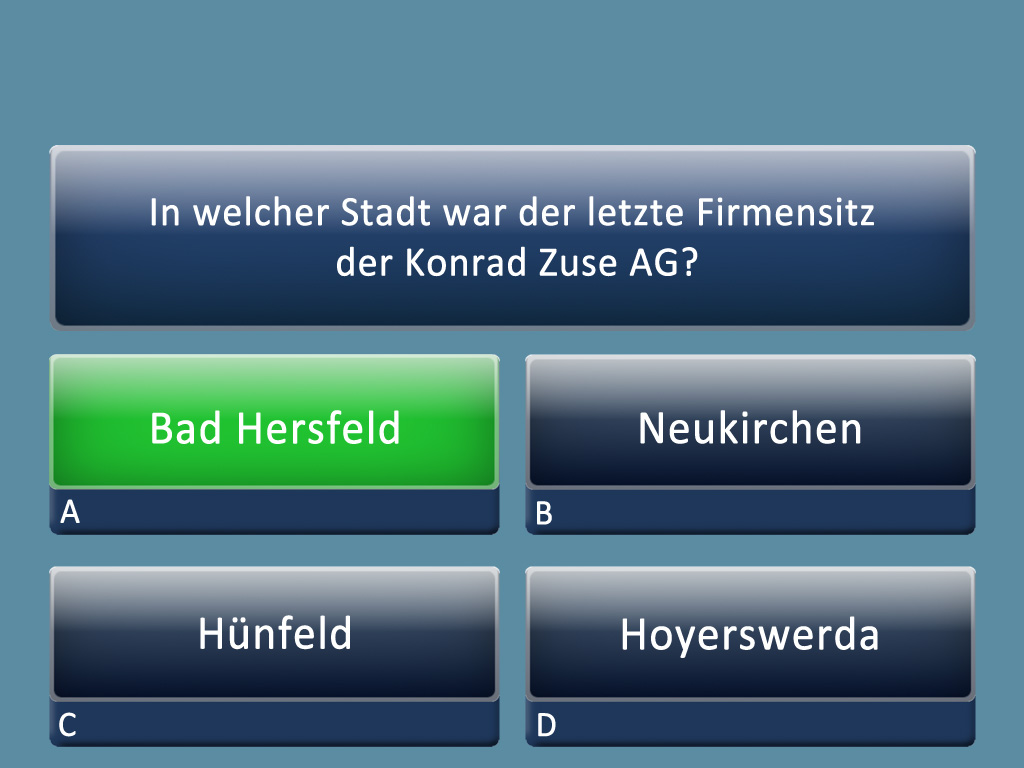 In welcher Stadt war der letzte Firmensitz
der Konrad Zuse AG?
Bad Hersfeld
A
Neukirchen
B
Hünfeld
C
Hoyerswerda
D